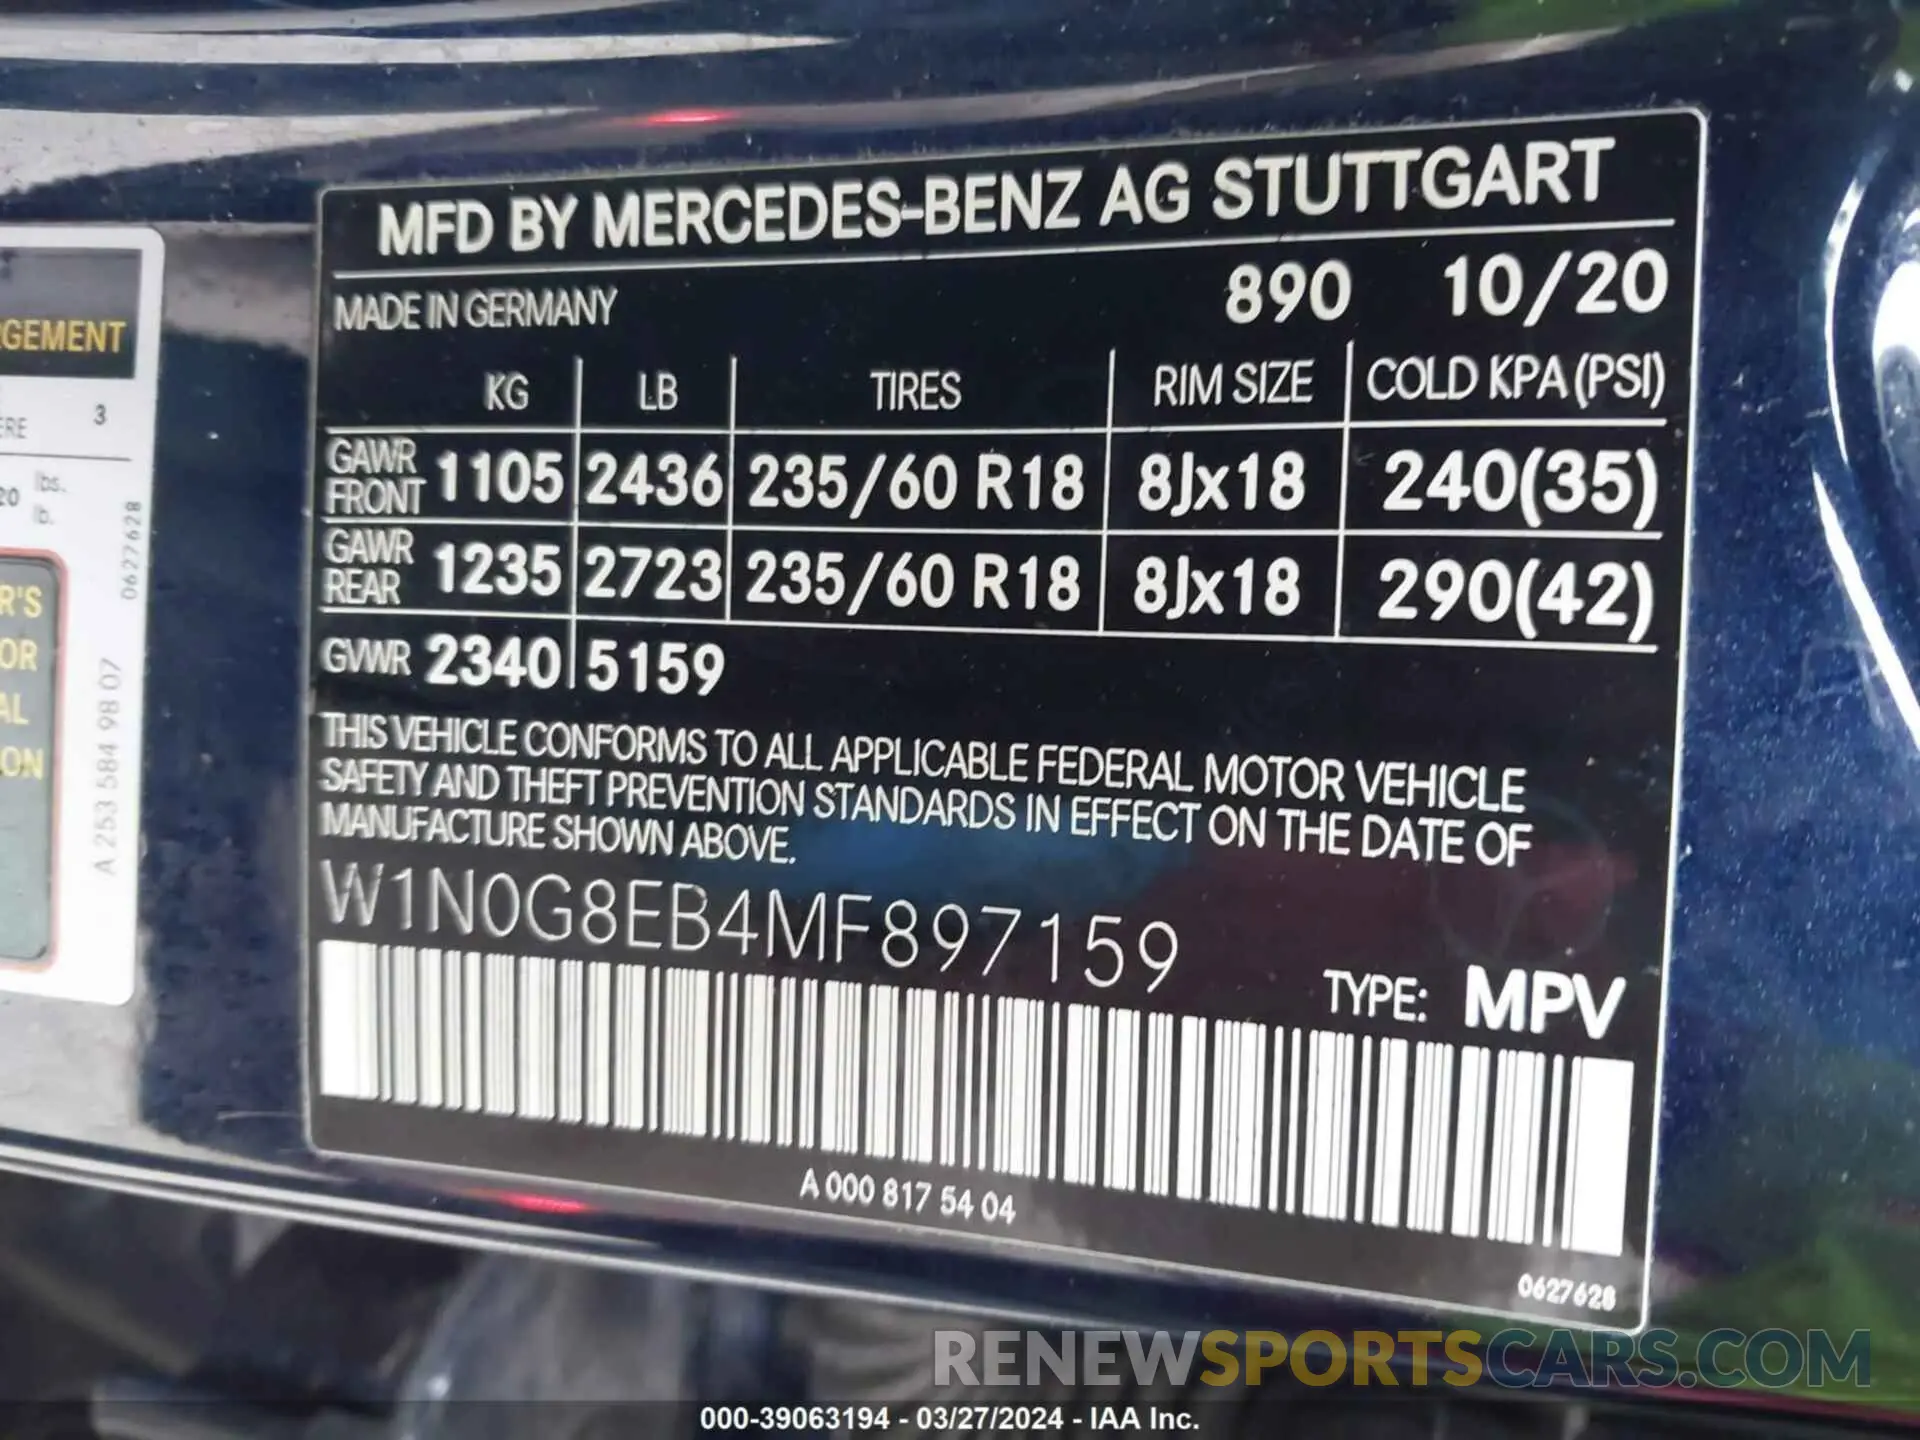 MFD BY MERCEDES-BENZ AG STUTTGART
MADE IN GERMANY 890 10/20
KG LB TIRES RIM SIZE COLD KPA (PSI)
GAWR FRONT 1105 2436 235/60 R18 8Jx18 240(35)
GAWR REAR 1235 2723 235/60 R18 8Jx18 290(42)
GVWR 2340 5159
THIS VEHICLE CONFORMS TO ALL APPLICABLE FEDERAL MOTOR VEHICLE
SAFETY AND THEFT PREVENTION STANDARDS IN EFFECT ON THE DATE OF
MANUFACTURE SHOWN ABOVE.
W1N0G8EB4MF897159
TYPE: MPV
A 000 817 54 04
0627628
3
lbs.
lb.
0627628
A 253 584 98 07
RENEWSPORTSCARS.COM
000-39063194 - 03/27/2024 - IAA Inc.